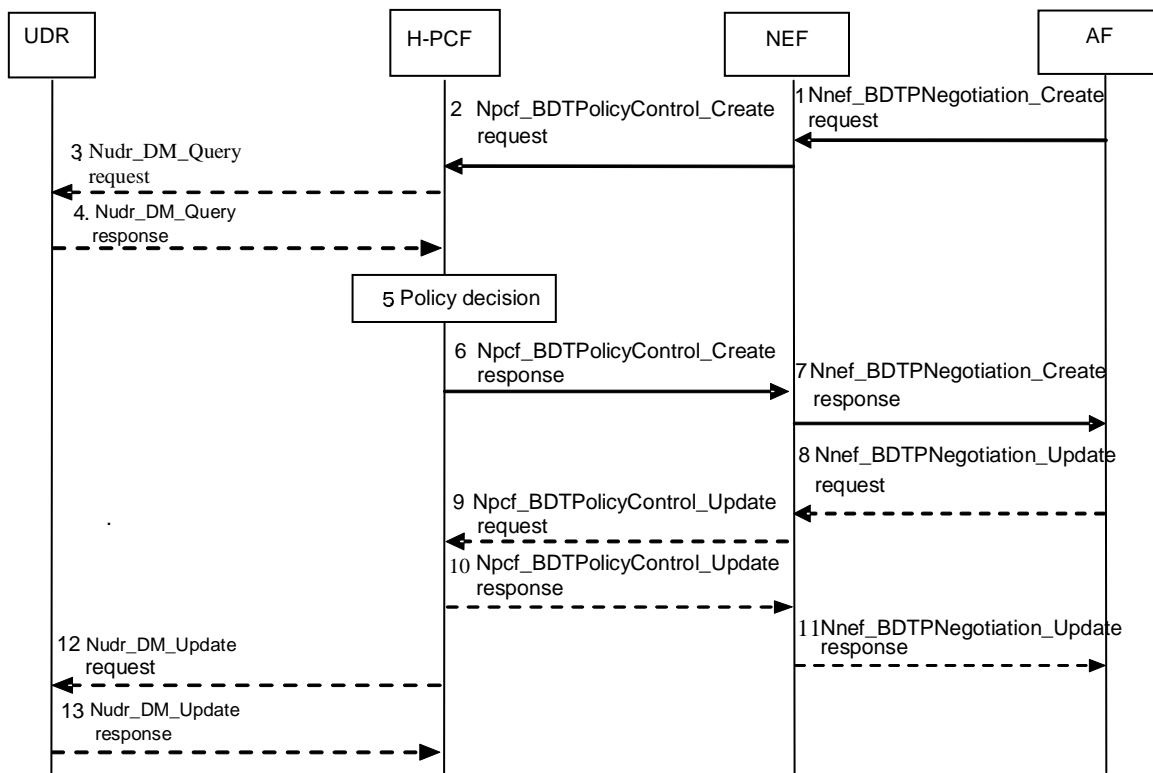 UDR
H-PCF
NEF
AF
1 Nnef_BDTPNegotiation_Create
request
2 Npcf_BDTPolicyControl_Create
request
3. Nudr_DM_Query
request
4. Nudr_DM_Query
response
5 Policy decision
6 Npcf_BDTPolicyControl_Create
response
7 Nnef_BDTPNegotiation_Create
response
8 Nnef_BDTPNegotiation_Update
request
9 Npcf_BDTPolicyControl_Update
request
.
10 Npcf_BDTPolicyControl_Update
response
11 Nnef_BDTPNegotiation_Update
response
12 Nudr_DM_Update
request
13 Nudr_DM_Update
response